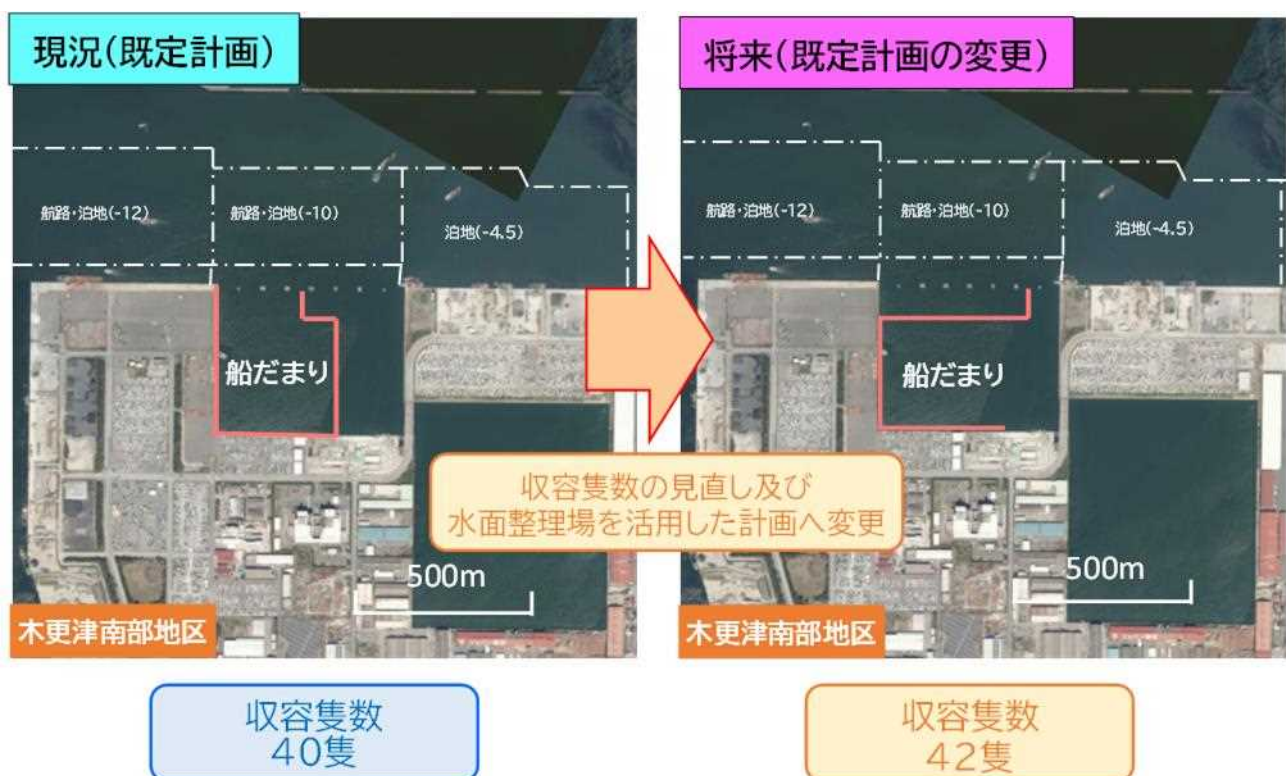 現況(既定計画)
航路・泊地(-12)
航路・泊地(-10)
泊地(-4.5)
船だまり
500m
木更津南部地区
将来(既定計画の変更)
航路・泊地(-12)
航路・泊地(-10)
泊地(-4.5)
船だまり
500m
木更津南部地区
収容隻数の見直し及び
水面整理場を活用した計画へ変更
収容隻数
40隻
収容隻数
42隻